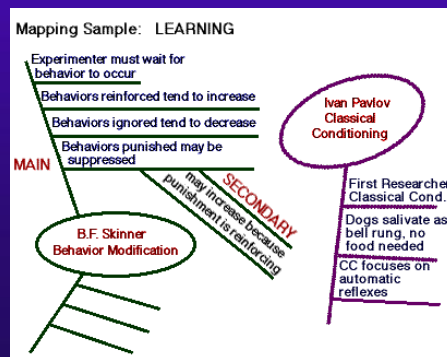 Mapping Sample: LEARNING
Experimenter must wait for
behavior to occur
Behaviors reinforced tend to increase
Behaviors ignored tend to decrease
Behaviors punished may be
suppressed
MAIN
SECONDARY
may increase because
punishment is reinforcing
B.F. Skinner
Behavior Modification
Ivan Pavlov
Classical
Conditioning
First Researcher
Classical Cond.
Dogs salivate as
bell rung, no
food needed
CC focuses on
automatic
reflexes